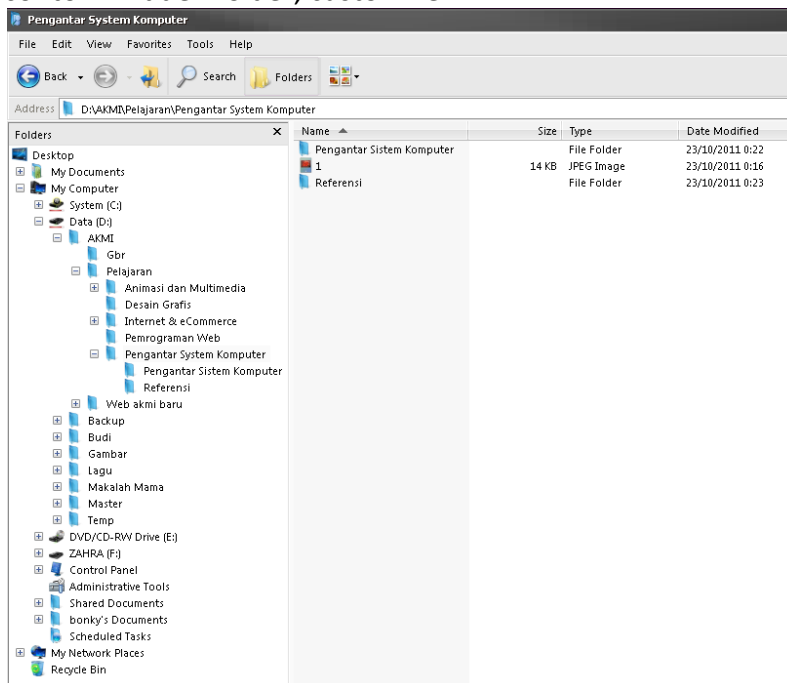 Pengantar System Komputer
File Edit View Favorites Tools Help
Back Search Folders
Address D:\AKMI\Pelajaran\Pengantar System Komputer
Folders X
Name Size Type Date Modified
Pengantar Sistem Komputer File Folder 23/10/2011 0:22
1 14 KB JPEG Image 23/10/2011 0:16
Referensi File Folder 23/10/2011 0:23
Desktop
My Documents
My Computer
System (C:)
Data (D:)
AKMI
Gbr
Pelajaran
Animasi dan Multimedia
Desain Grafis
Internet & eCommerce
Pemrograman Web
Pengantar System Komputer
Pengantar Sistem Komputer
Referensi
Web akmi baru
Backup
Budi
Gambar
Lagu
Makalah Mama
Master
Temp
DVD/CD-RW Drive (E:)
ZAHRA (F:)
Control Panel
Administrative Tools
Shared Documents
bonky's Documents
Scheduled Tasks
My Network Places
Recycle Bin